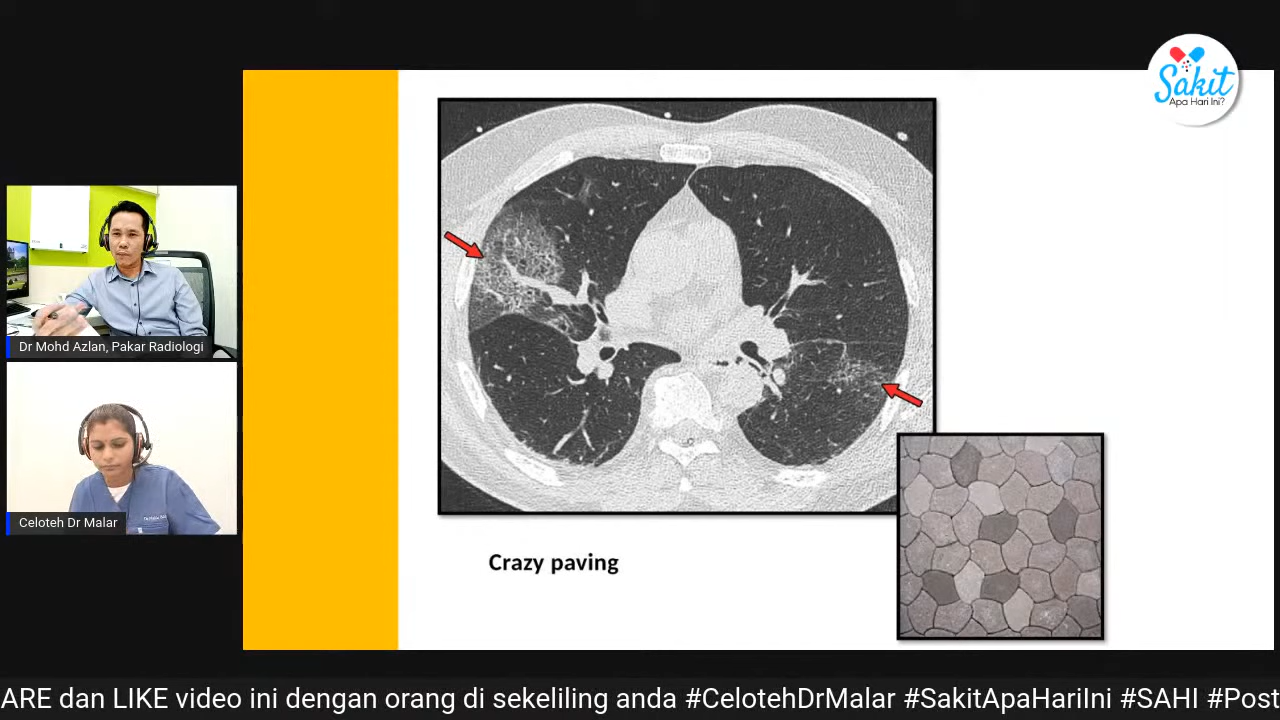 Sakit
Apa Hari Ini?
Dr Mohd Azlan, Pakar Radiologi
Celoteh Dr Malar
Crazy paving
ARE dan LIKE video ini dengan orang di sekeliling anda #CelotehDrMalar #SakitApaHariIni #SAHI #Post